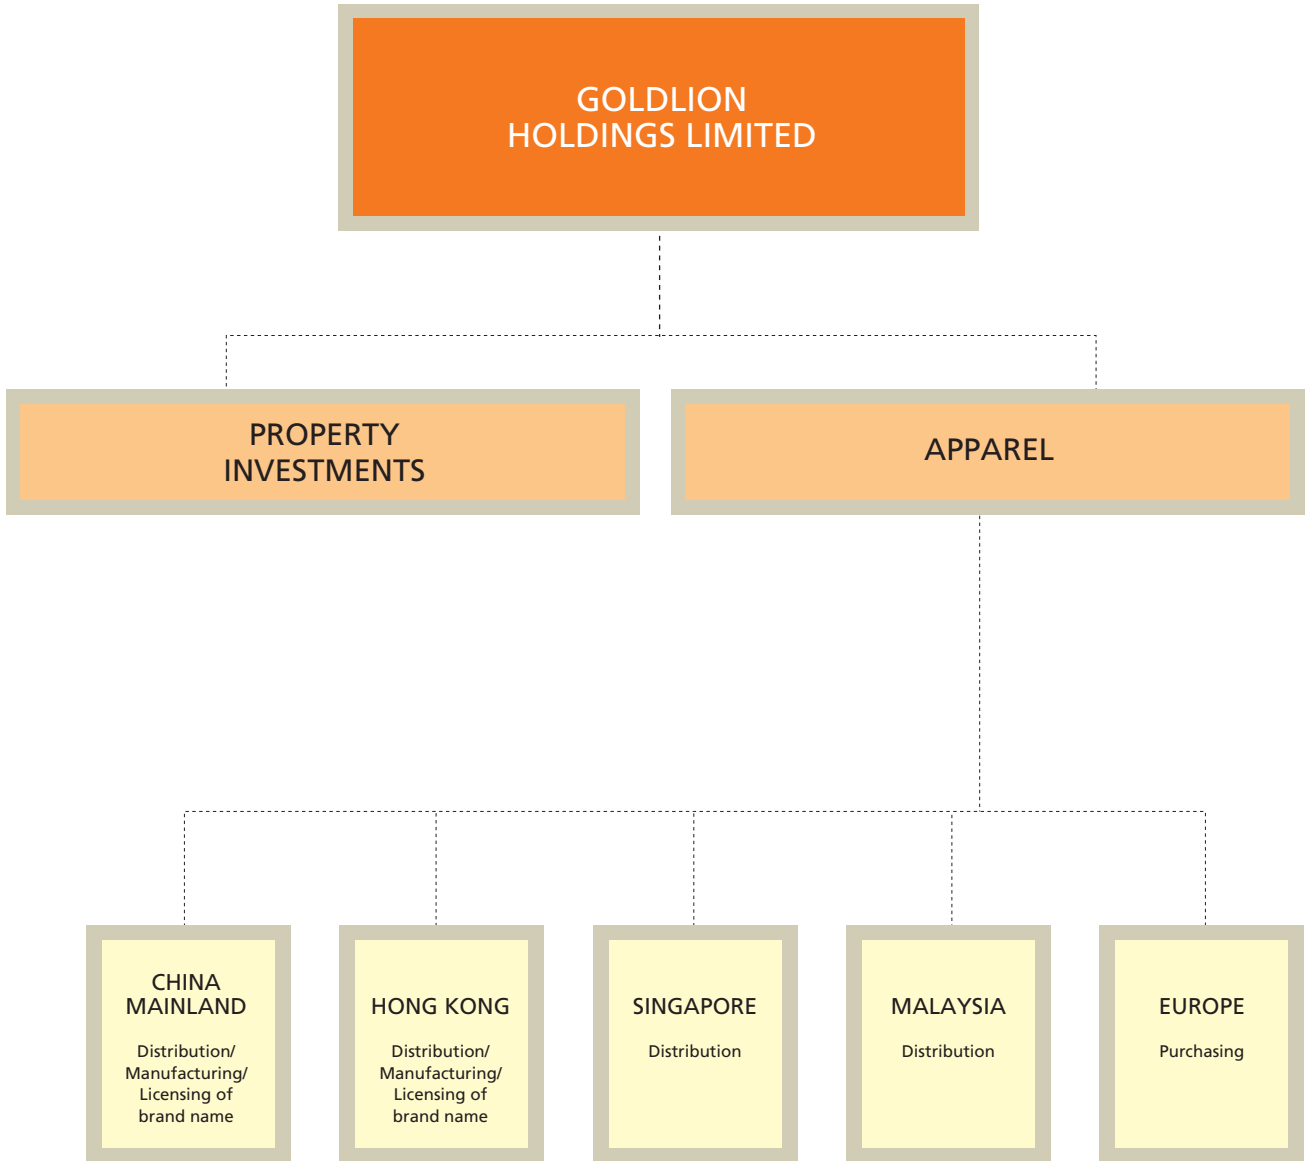 GOLDLION
HOLDINGS LIMITED
PROPERTY
INVESTMENTS
APPAREL
CHINA
MAINLAND
Distribution/
Manufacturing/
Licensing of
brand name
HONG KONG
Distribution/
Manufacturing/
Licensing of
brand name
SINGAPORE
Distribution
MALAYSIA
Distribution
EUROPE
Purchasing